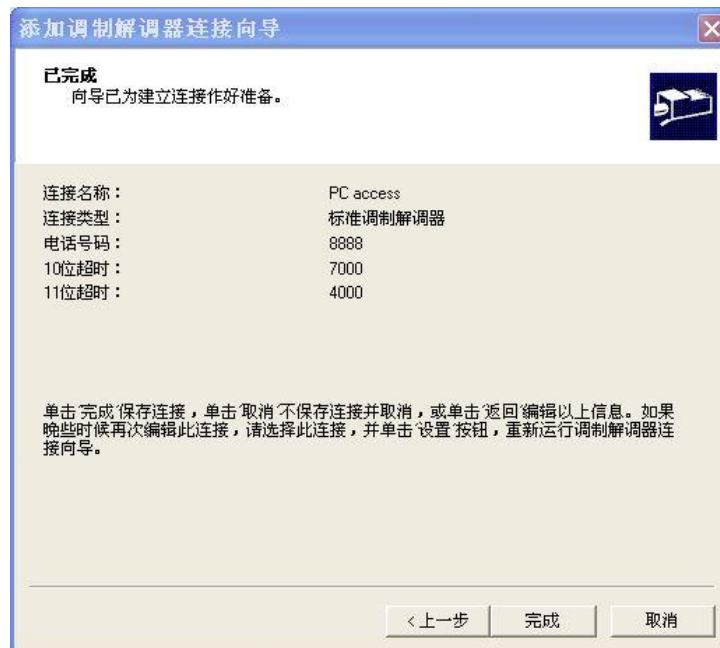 添加调制解调器连接向导
已完成
向导已为建立连接作好准备。
连接名称： PC access
连接类型： 标准调制解调器
电话号码： 8888
10位超时： 7000
11位超时： 4000
单击'完成'保存连接，单击'取消'不保存连接并取消，或单击'返回'编辑以上信息。如果
晚些时候再次编辑此连接，请选择此连接，并单击'设置'按钮，重新运行调制解调器连
接向导。
<上一步 完成 取消